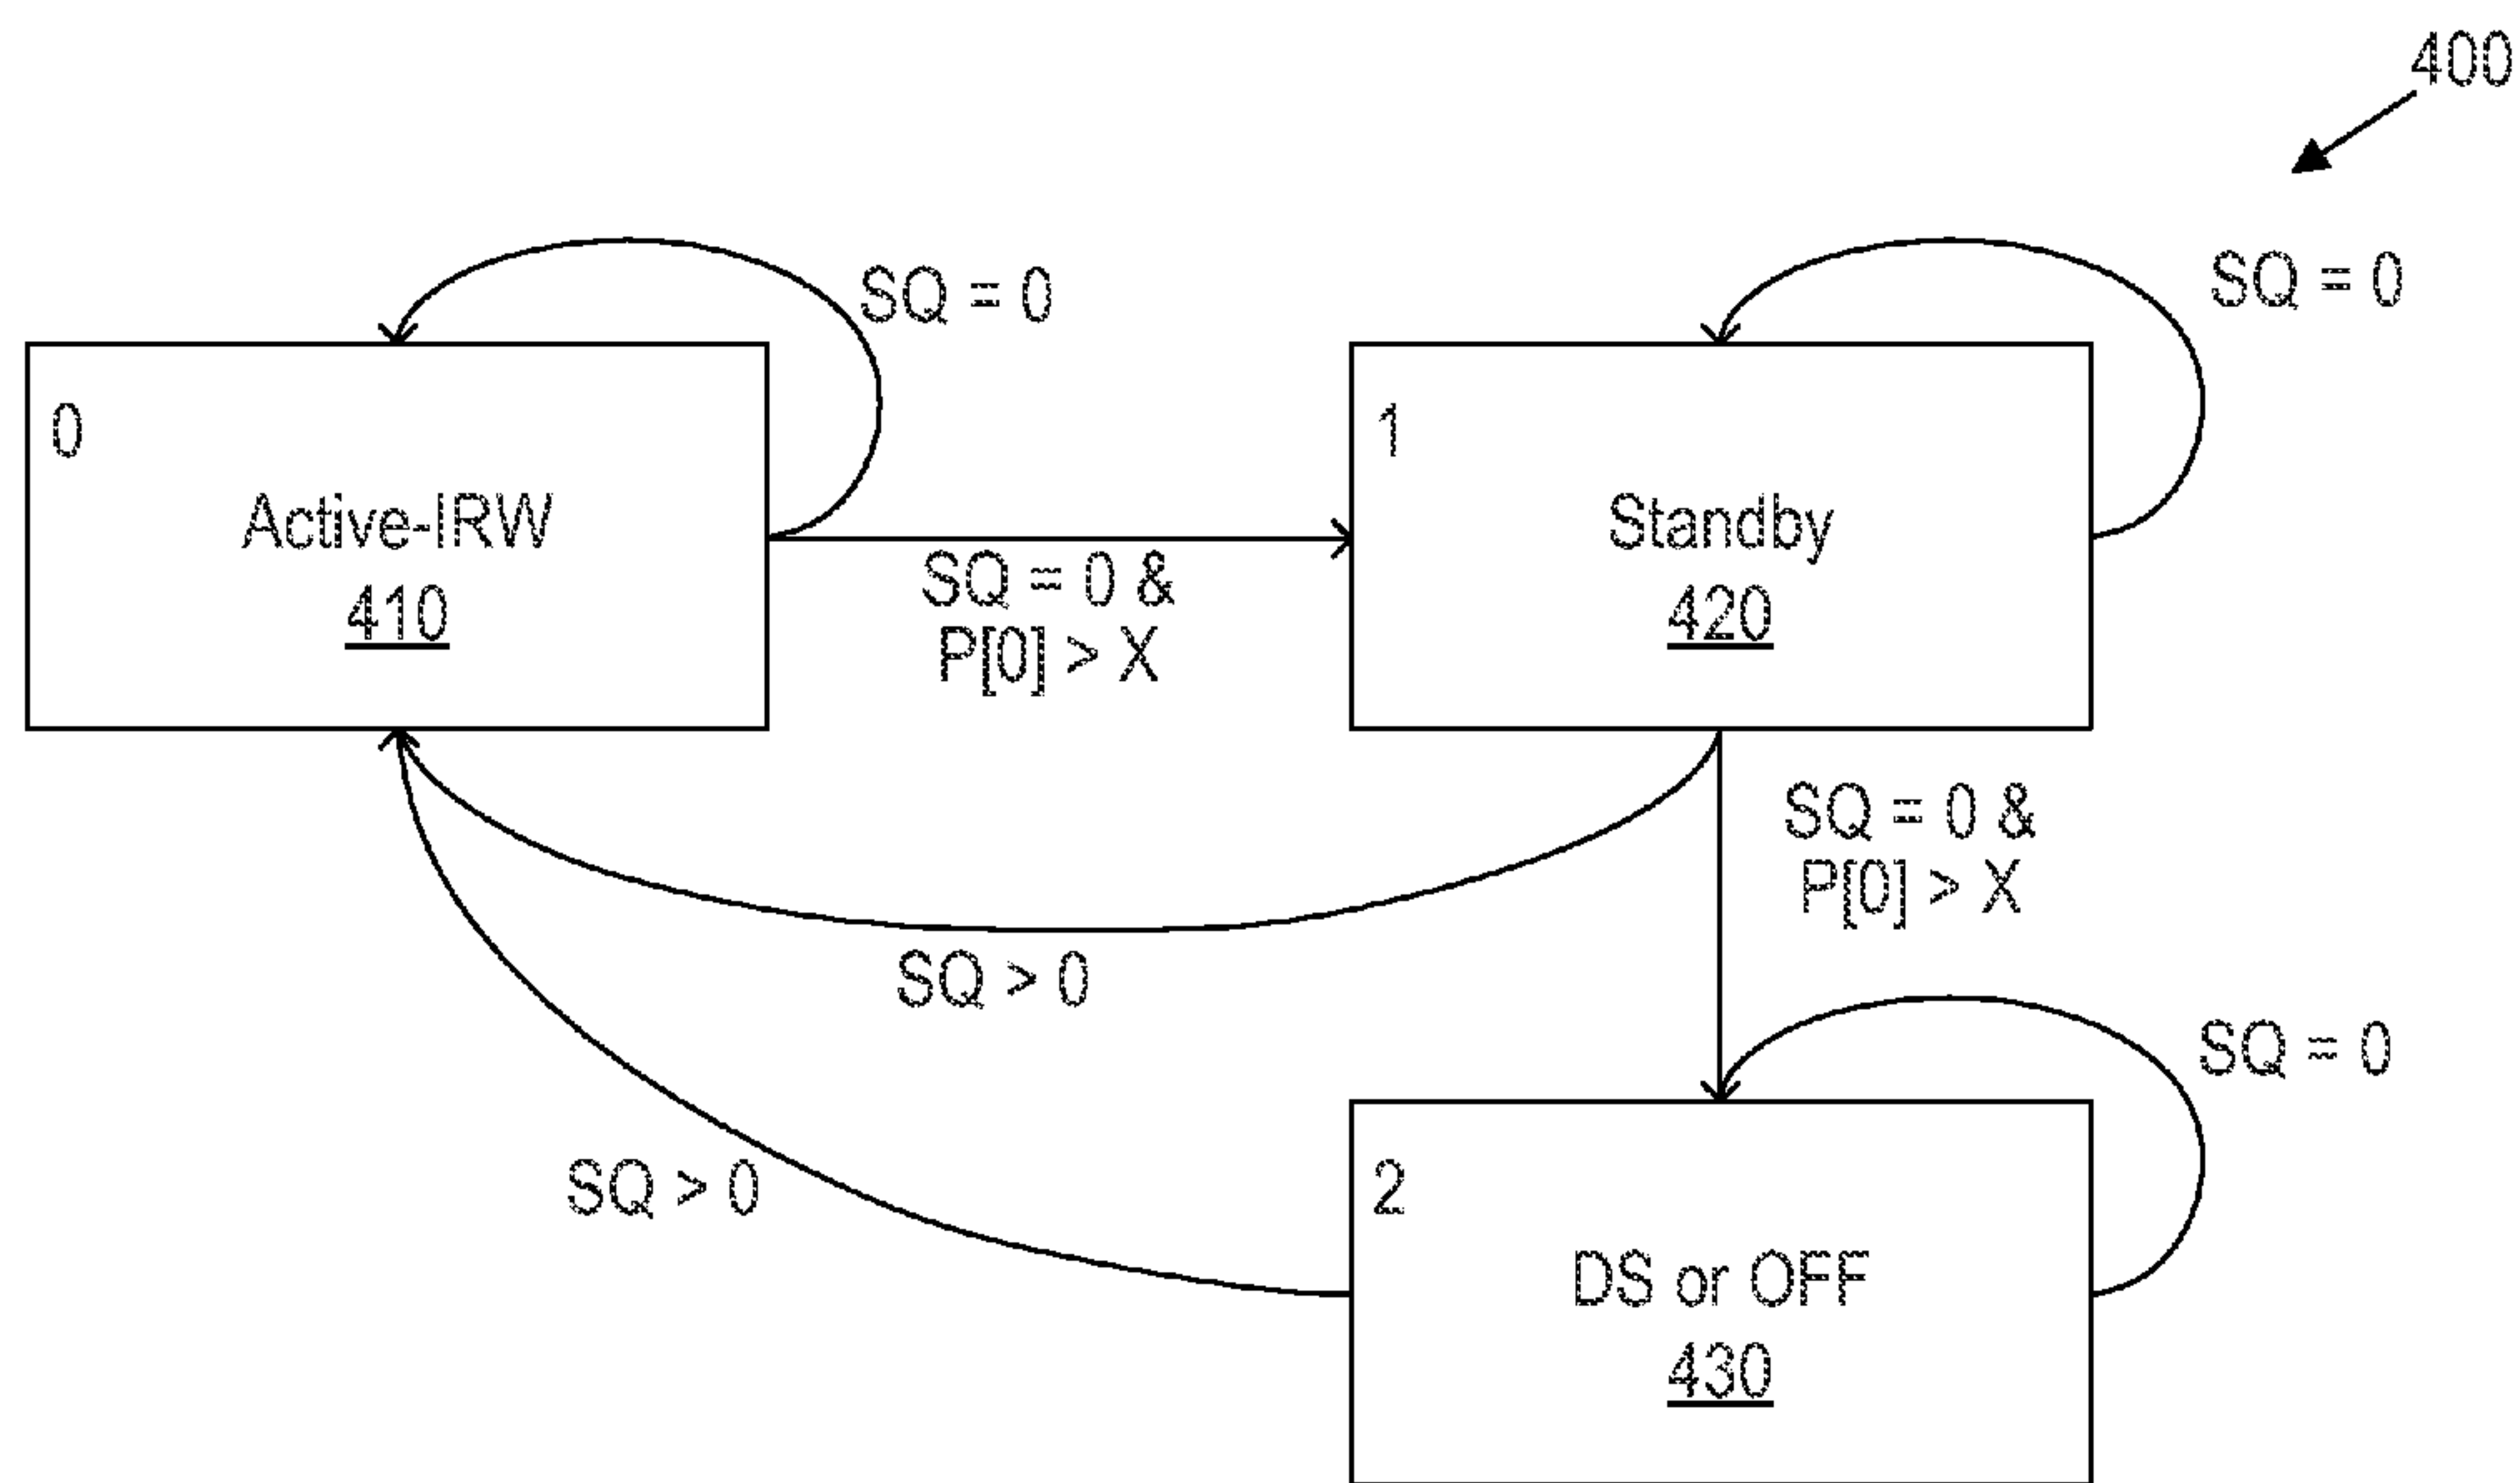 400
SQ = 0
SQ = 0
0
Active-IRW
410
SQ = 0 &
P[0] > X
1
Standby
420
SQ = 0 &
P[0] > X
SQ > 0
SQ = 0
SQ > 0
2
DS or OFF
430